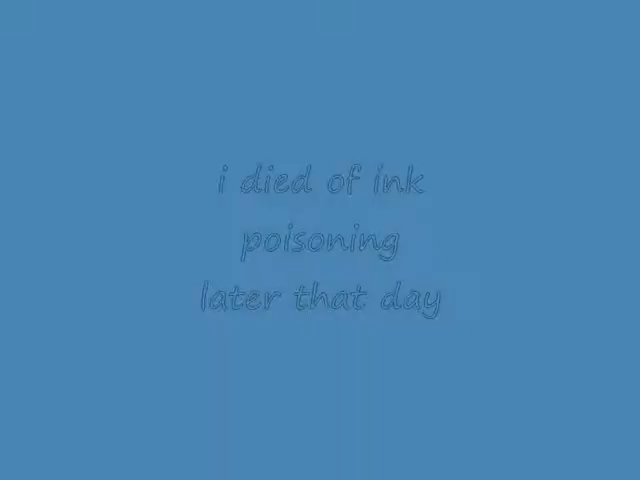 i died of ink
poisoning
later that day